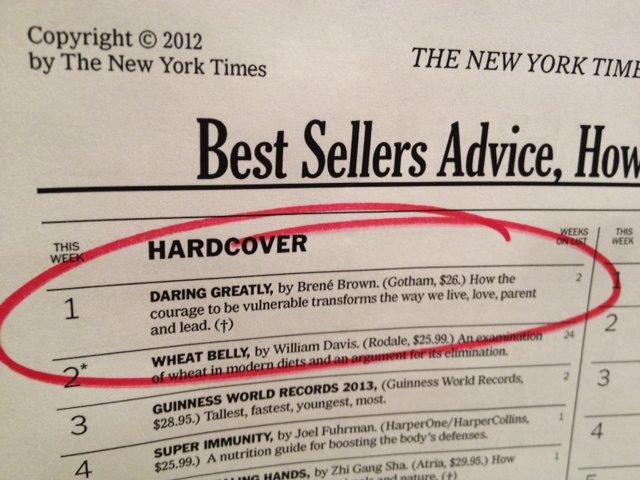 Copyright © 2012
by The New York Times
THE NEW YORK TIME
Best Sellers Advice, How
THIS
WEEK
HARDCOVER
WEEKS
ON LIST
THIS
WEEK
1
DARING GREATLY, by Brené Brown. (Gotham, $26.) How the
courage to be vulnerable transforms the way we live, love, parent
and lead. (†)
2
1
2*
WHEAT BELLY, by William Davis. (Rodale, $25.99.) An examination
of wheat in modern diets and an argument for its elimination.
24
2
3
GUINNESS WORLD RECORDS 2013, (Guinness World Records,
$28.95.) Tallest, fastest, youngest, most.
2
3
4
SUPER IMMUNITY, by Joel Fuhrman. (HarperOne/HarperCollins,
$25.99.) A nutrition guide for boosting the body's defenses.
1
4
HANDS, by Zhi Gang Sha. (Atria, $29.95.) How
and nature. (†)
1